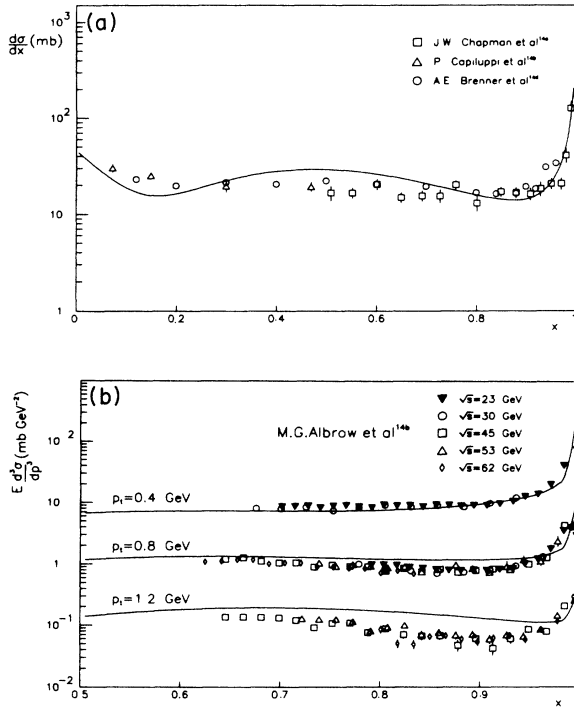 (a)
dσ/dx (mb)
10³
10²
10
1
□ J W Chapman et al¹⁴ᵃ
△ P Capiluppi et al
○ A E Brenner et al
0 0.2 0.4 0.6 0.8 1
x
(b)
E d³σ/dp³ (mb GeV⁻²)
10²
10
1
10⁻¹
10⁻²
▼ √s=23 GeV
○ √s=30 GeV
□ √s=45 GeV
△ √s=53 GeV
◊ √s=62 GeV
M.G.Albrow et al¹⁴ᵇ
pₜ=0.4 GeV
pₜ=0.8 GeV
pₜ=1 2 GeV
0.5 0.6 0.7 0.8 0.9
x